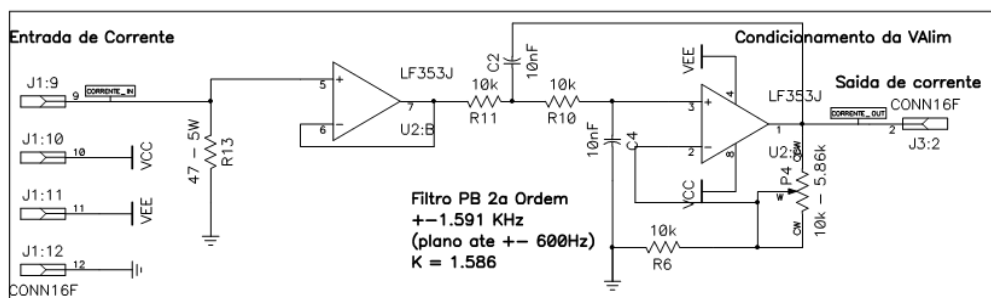 Entrada de Corrente
Condicionamento da VAlim
J1:9
9
CORRENTE_IN
J1:10
10
VCC
J1:11
11
VEE
J1:12
12
CONN16F
47 - 5W
R13
5
6
7
LF353J
U2:B
10k
R11
C2
10nF
10k
R10
10nF
C4
VEE
4
3
2
1
8
VCC
LF353J
Saida de corrente
CONN16F
CORRENTE_OUT
2
J3:2
CCW
P4
W
CW
10k - 5.86k
10k
R6
Filtro PB 2a Ordem
+-1.591 KHz
(plano ate +- 600Hz)
K = 1.586